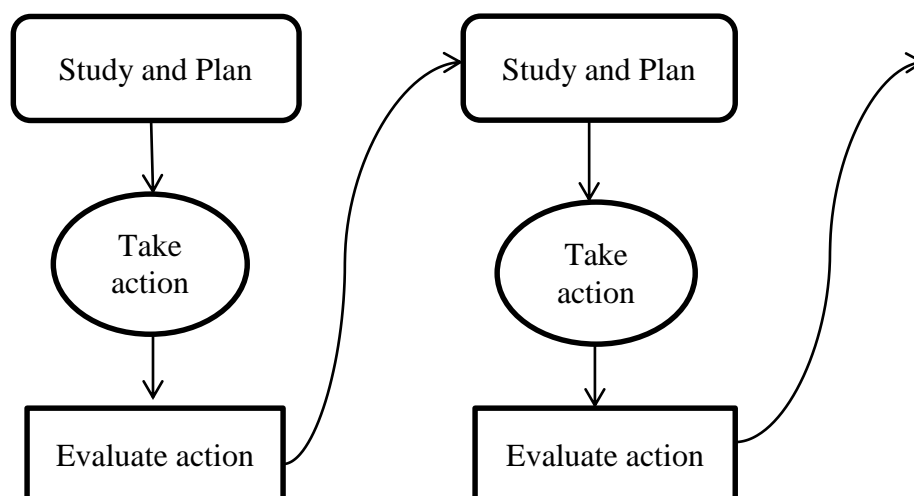 Study and Plan
Take
action
Evaluate action
Study and Plan
Take
action
Evaluate action